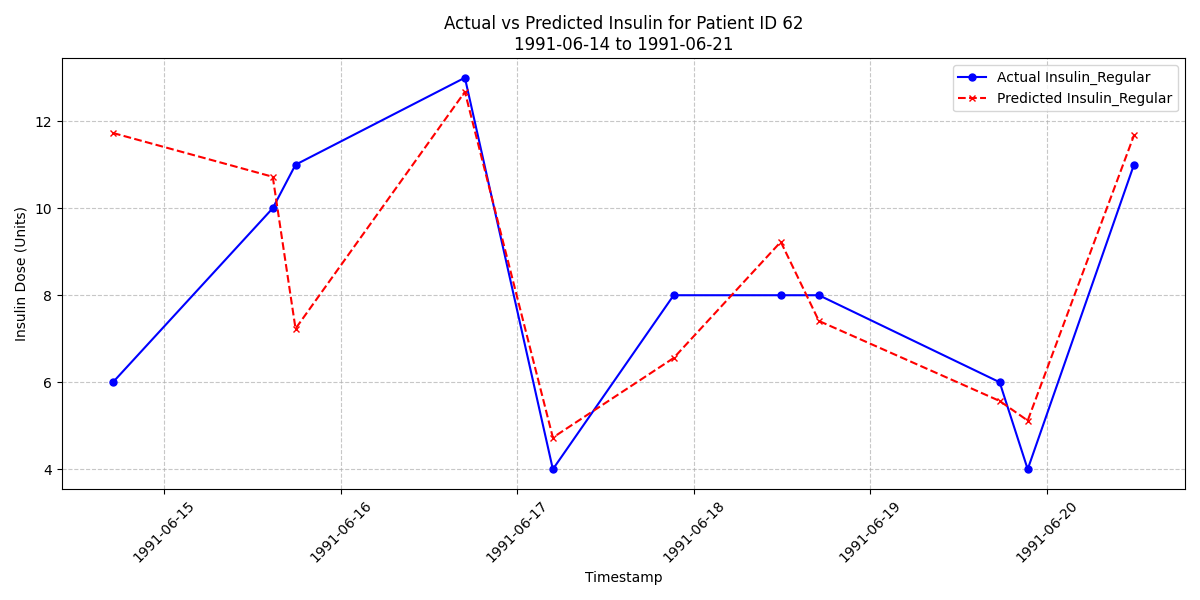 Actual vs Predicted Insulin for Patient ID 62
1991-06-14 to 1991-06-21
Actual Insulin_Regular
Predicted Insulin_Regular
Insulin Dose (Units)
12
10
8
6
4
1991-06-15
1991-06-16
1991-06-17
1991-06-18
1991-06-19
1991-06-20
Timestamp